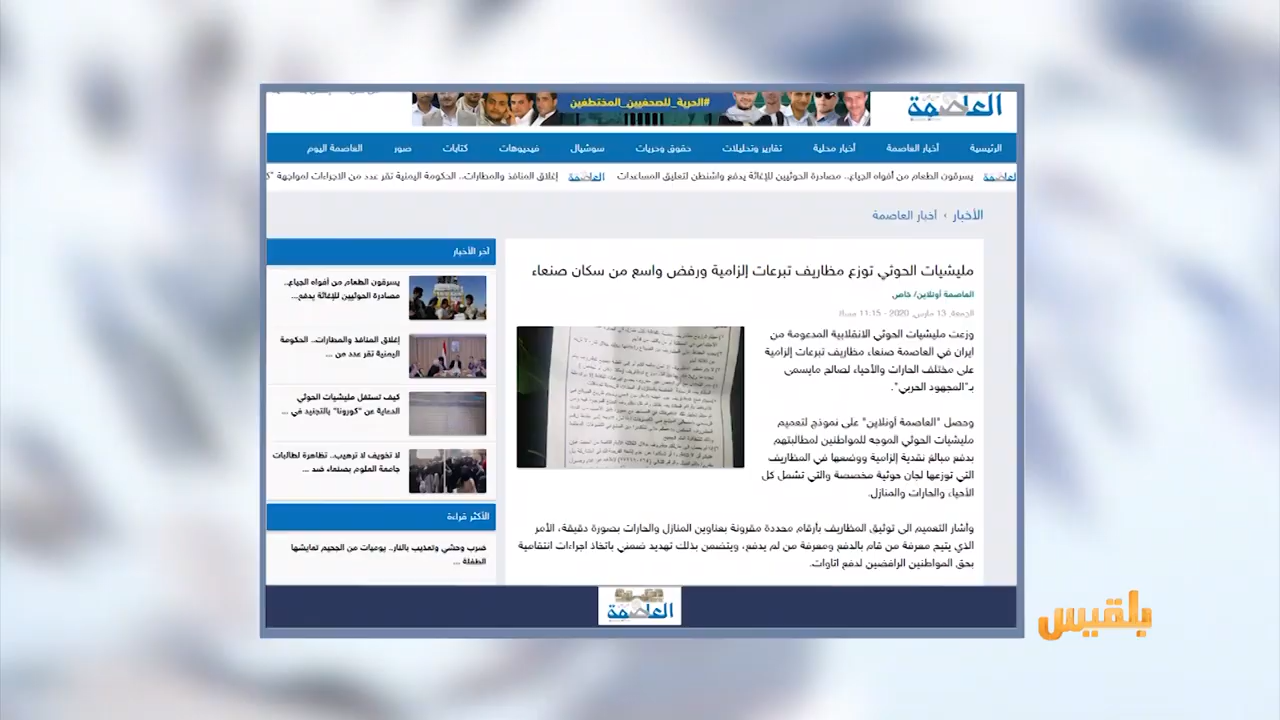 #الحرية_للصحفيين_المختطفين
العاصمة
الرئيسية
أخبار العاصمة
أخبار محلية
تقارير وتحليلات
حقوق وحريات
سوشيال
فيديوهات
كتابات
صور
العاصمة اليوم
العاصمة يسرقون الطعام من أفواه الجياع.. مصادرة الحوثيين للإغاثة يدفع واشنطن لتعليق المساعدات العاصمة إغلاق المنافذ والمطارات.. الحكومة اليمنية تقر عدد من الاجراءات لمواجهة
الأخبار › أخبار العاصمة
مليشيات الحوثي توزع مظاريف تبرعات إلزامية ورفض واسع من سكان صنعاء
العاصمة أونلاين/ خاص
الجمعة, 13 مارس, 2020 - 11:15 مساءً
وزعت مليشيات الحوثي الانقلابية المدعومة من
ايران في العاصمة صنعاء مظاريف تبرعات إلزامية
على مختلف الحارات والأحياء لصالح مايسمى
بـ"المجهود الحربي".
وحصل "العاصمة أونلاين" على نموذج لتعميم
مليشيات الحوثي الموجه للمواطنين لمطالبتهم
بدفع مبالغ نقدية إلزامية ووضعها في المظاريف
التي توزعها لجان حوثية مخصصة والتي تشمل كل
الأحياء والحارات والمنازل.
وأشار التعميم الى توثيق المظاريف بأرقام محددة مقرونة بعناوين المنازل والحارات بصورة دقيقة، الأمر
الذي يتيح معرفة من قام بالدفع ومعرفة من لم يدفع، ويتضمن بذلك تهديد ضمني باتخاذ اجراءات انتقامية
بحق المواطنين الرافضين لدفع اتاوات.
آخر الأخبار
يسرقون الطعام من أفواه الجياع..
مصادرة الحوثيين للإغاثة يدفع...
إغلاق المنافذ والمطارات.. الحكومة
اليمنية تقر عدد من ...
كيف تستغل مليشيات الحوثي
الدعاية عن "كورونا" بالتجنيد في ...
لا تخويف لا ترهيب.. تظاهرة لطالبات
جامعة العلوم بصنعاء ضد ...
الأكثر قراءة
ضرب وحشي وتعذيب بالنار.. يوميات من الجحيم تعايشها
الطفلة ...
العاصمة
بلقيس